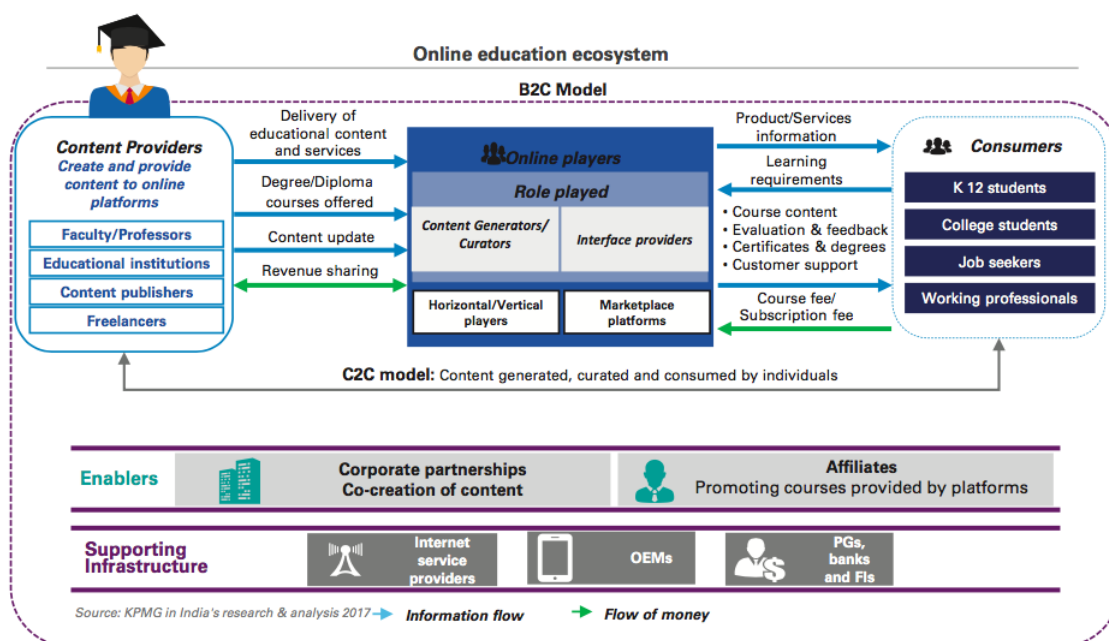 Online education ecosystem
B2C Model
Content Providers
Create and provide
content to online
platforms
Faculty/Professors
Educational institutions
Content publishers
Freelancers
Delivery of
educational content
and services
Degree/Diploma
courses offered
Content update
Revenue sharing
Online players
Role played
Content Generators/
Curators
Interface providers
Horizontal/Vertical
players
Marketplace
platforms
Product/Services
information
Learning
requirements
• Course content
• Evaluation & feedback
• Certificates & degrees
• Customer support
Course fee/
Subscription fee
Consumers
K 12 students
College students
Job seekers
Working professionals
C2C model: Content generated, curated and consumed by individuals
Enablers
Corporate partnerships
Co-creation of content
Affiliates
Promoting courses provided by platforms
Supporting
Infrastructure
Internet
service
providers
OEMs
PGs,
banks
and FIs
Source: KPMG in India's research & analysis 2017
Information flow
Flow of money